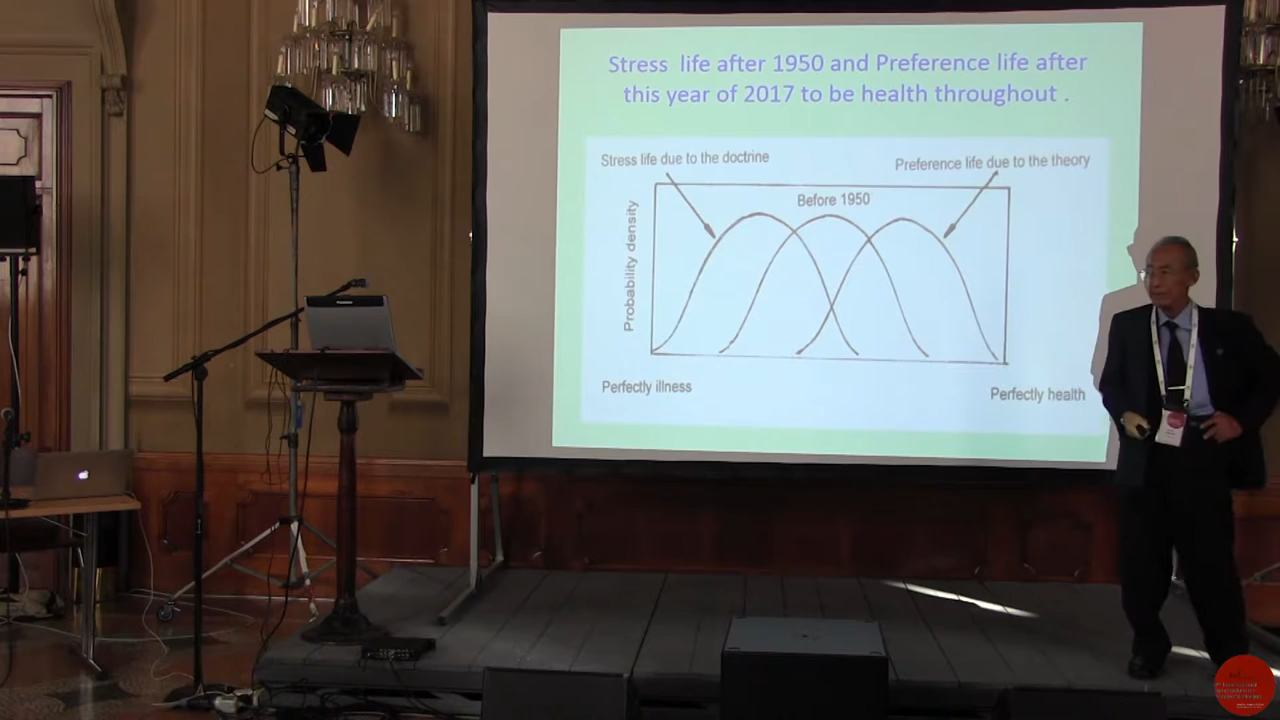 Stress life after 1950 and Preference life after
this year of 2017 to be health throughout .
Stress life due to the doctrine
Preference life due to the theory
Before 1950
Probability density
Perfectly illness
Perfectly health